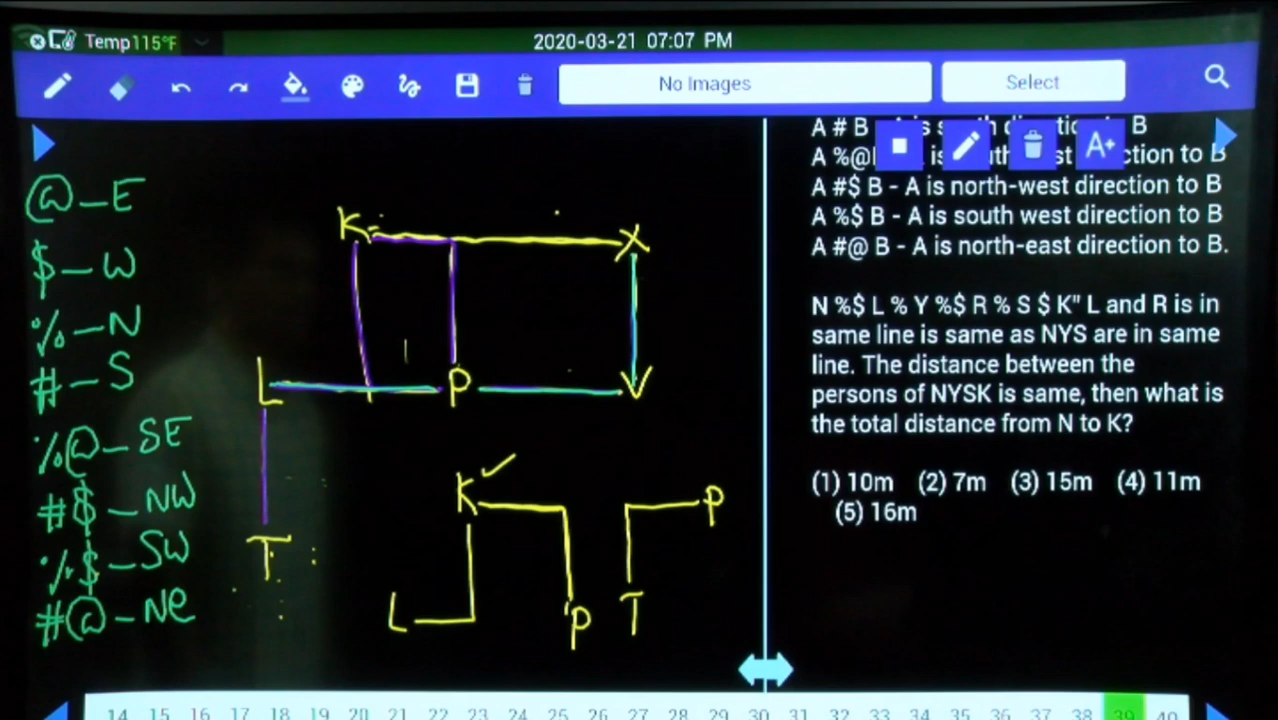 Temp115°F
2020-03-21 07:07 PM
No Images
Select
@ – E
$ – W
% – N
# – S
%@ – SE
#$ – NW
%$ – SW
#@ – Ne
K
X
L
P
V
T
K
L
P
P
T
A # B
B
A+
A %@
is
ction to B
A #$ B - A is north-west direction to B
A %$ B - A is south west direction to B
A #@ B - A is north-east direction to B.
N %$ L % Y %$ R % S $ K" L and R is in
same line is same as NYS are in same
line. The distance between the
persons of NYSK is same, then what is
the total distance from N to K?
(1) 10m (2) 7m (3) 15m (4) 11m
(5) 16m
14 15 16 17 18 19 20 21 22 23 24 25 26 27 28 29 30 31 32 33 34 35 36 37 38 39 40